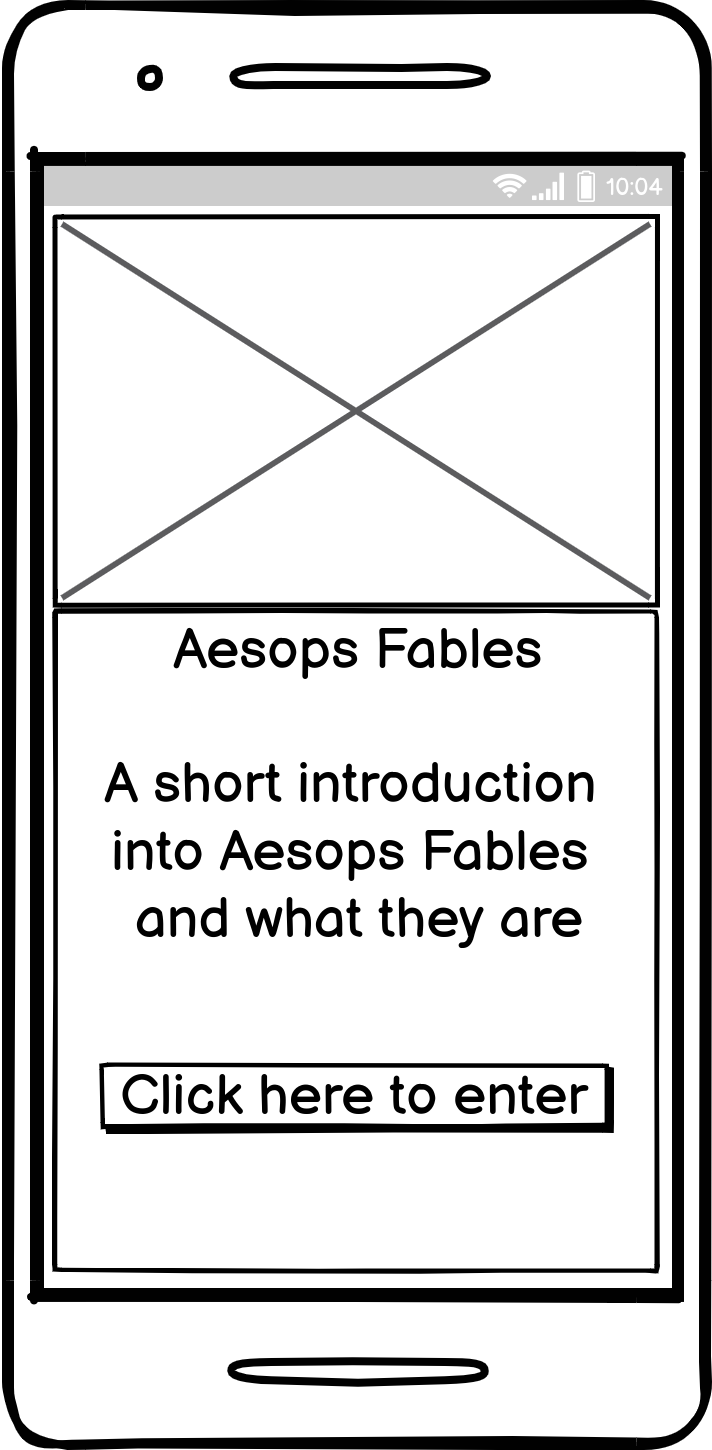 10:04
Aesops Fables
A short introduction
into Aesops Fables
and what they are
Click here to enter